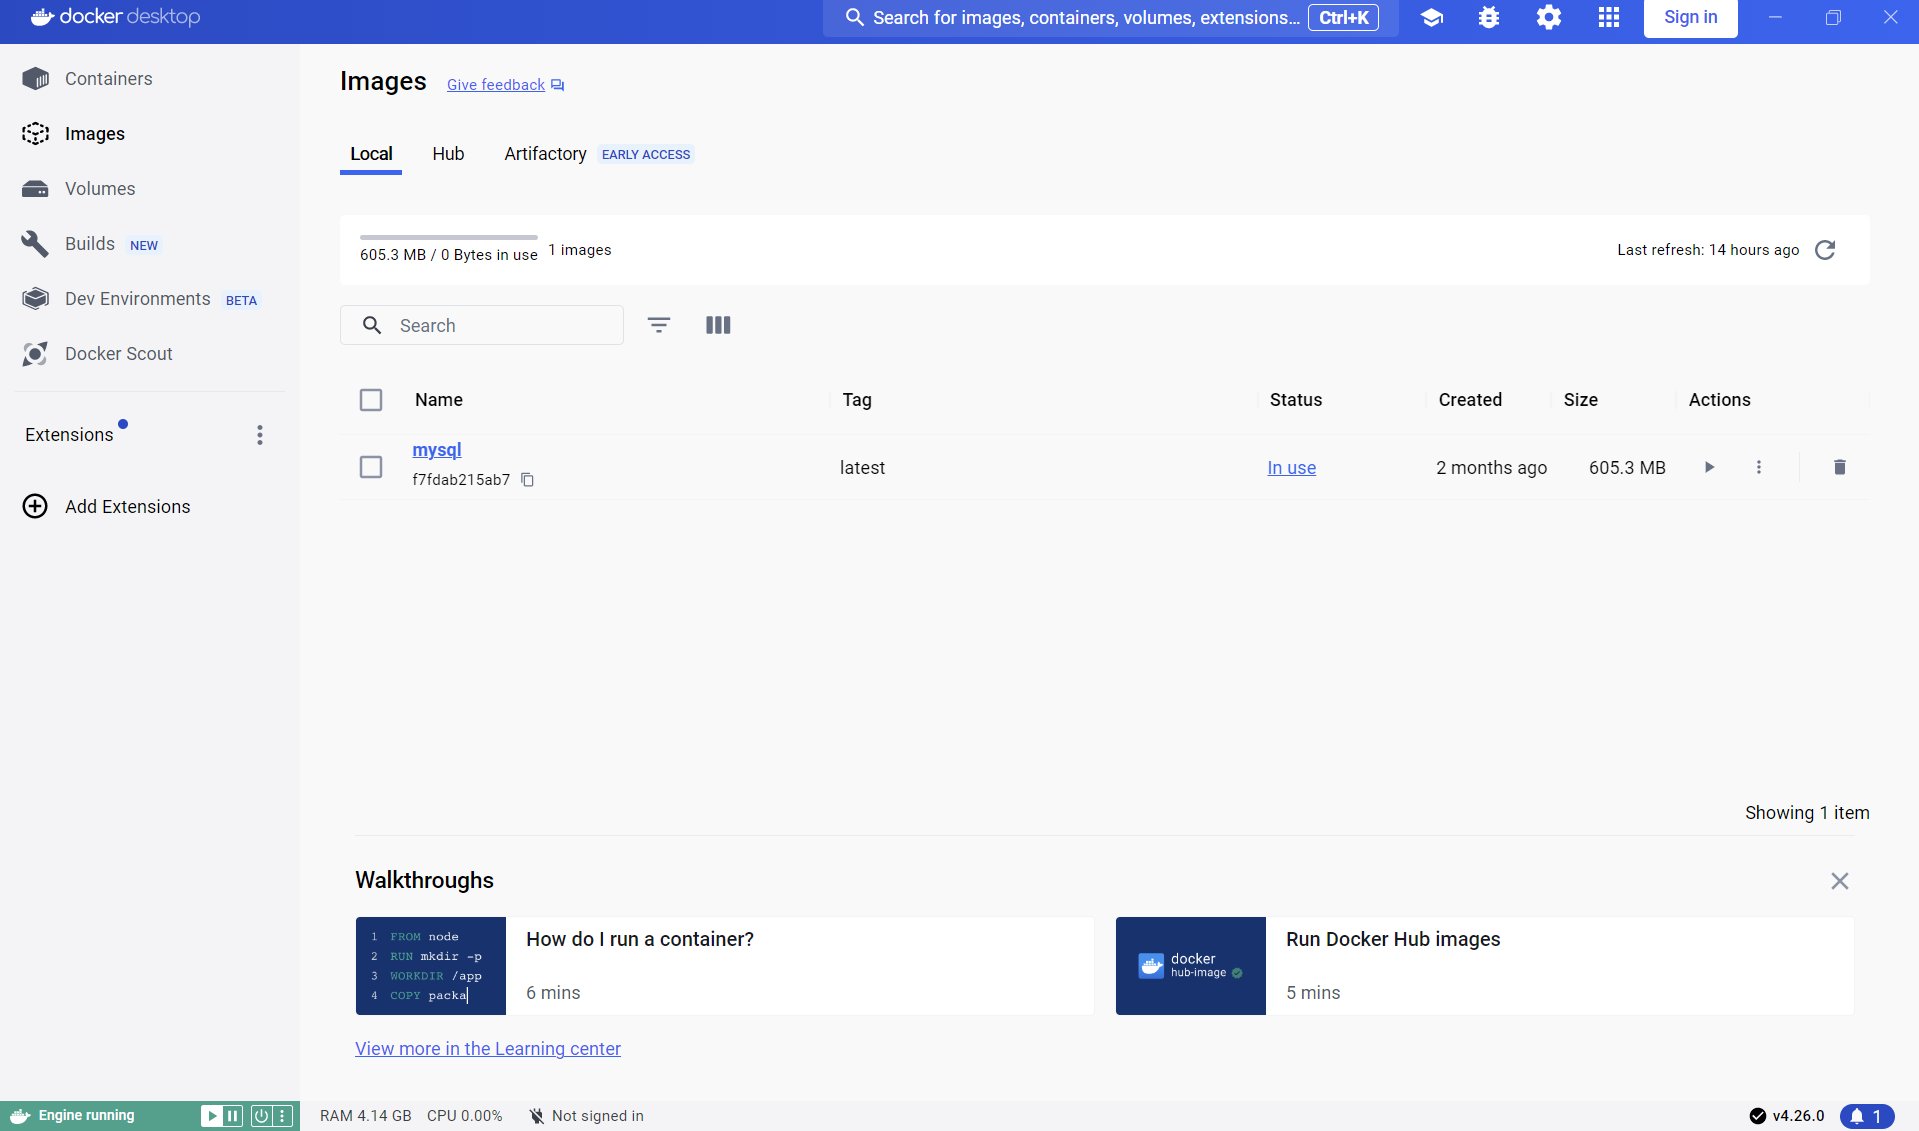 docker desktop
Search for images, containers, volumes, extensions... Ctrl+K
Sign in
Containers
Images
Volumes
Builds NEW
Dev Environments BETA
Docker Scout
Extensions
Add Extensions
Images Give feedback
Local Hub Artifactory EARLY ACCESS
605.3 MB / 0 Bytes in use 1 images
Last refresh: 14 hours ago
Search
Name Tag Status Created Size Actions
mysql
f7fdab215ab7
latest In use 2 months ago 605.3 MB
Showing 1 item
Walkthroughs
1 FROM node
2 RUN mkdir -p
3 WORKDIR /app
4 COPY packa
How do I run a container?
6 mins
docker
hub-image
Run Docker Hub images
5 mins
View more in the Learning center
Engine running
RAM 4.14 GB CPU 0.00% Not signed in
v4.26.0 1